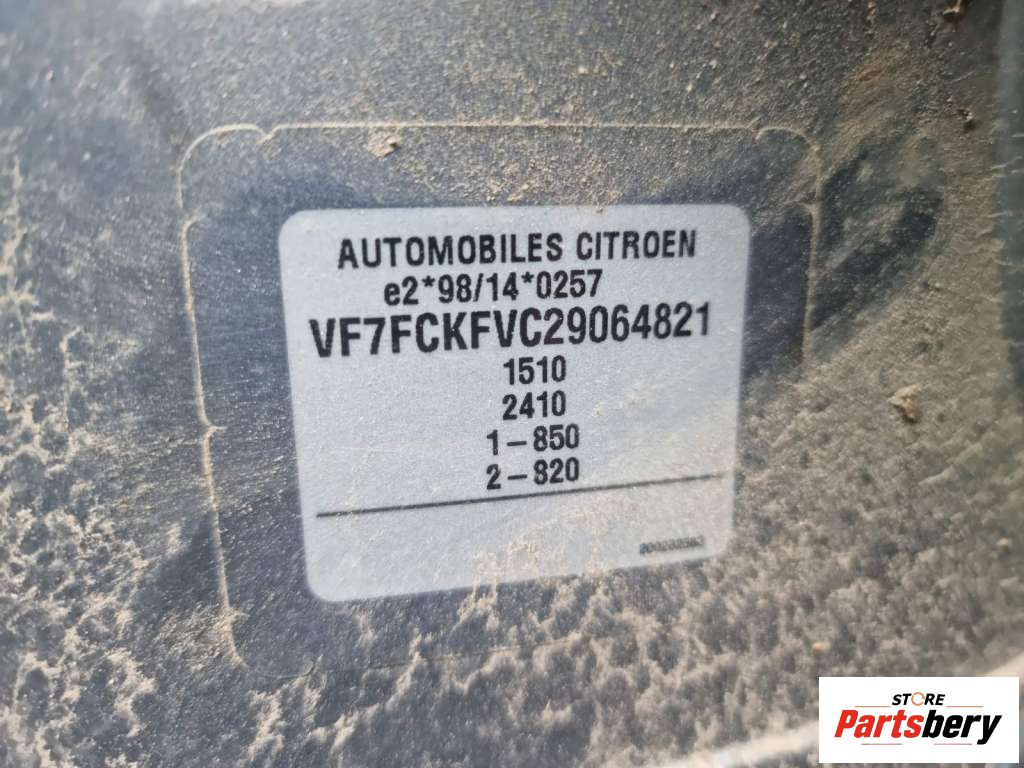 AUTOMOBILES CITROEN
e2*98/14*0257
VF7FCKFVC29064821
1510
2410
1-850
2-820
STORE
Partsbery